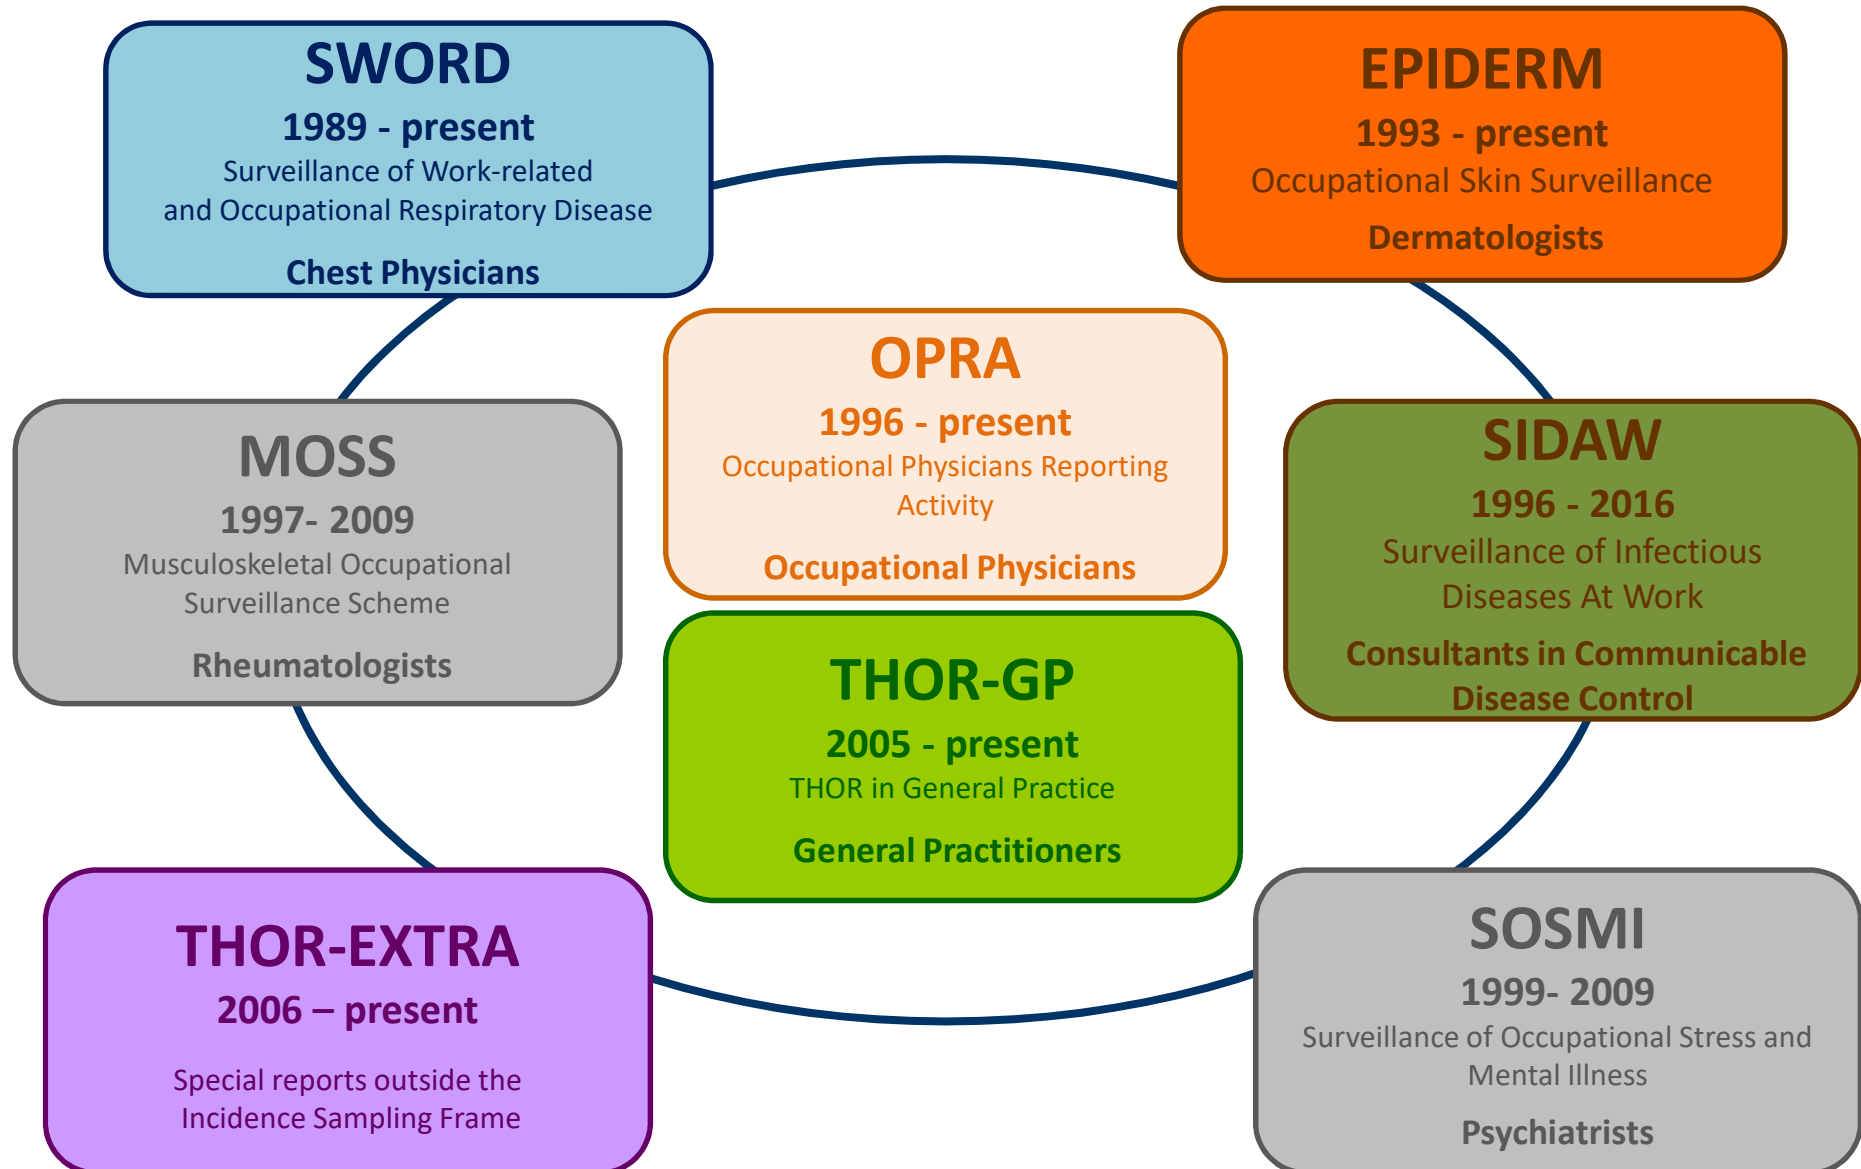 SWORD
1989 - present
Surveillance of Work-related
and Occupational Respiratory Disease
Chest Physicians
EPIDERM
1993 - present
Occupational Skin Surveillance
Dermatologists
OPRA
1996 - present
Occupational Physicians Reporting
Activity
Occupational Physicians
MOSS
1997- 2009
Musculoskeletal Occupational
Surveillance Scheme
Rheumatologists
SIDAW
1996 - 2016
Surveillance of Infectious
Diseases At Work
Consultants in Communicable
Disease Control
THOR-GP
2005 - present
THOR in General Practice
General Practitioners
THOR-EXTRA
2006 – present
Special reports outside the
Incidence Sampling Frame
SOSMI
1999- 2009
Surveillance of Occupational Stress and
Mental Illness
Psychiatrists